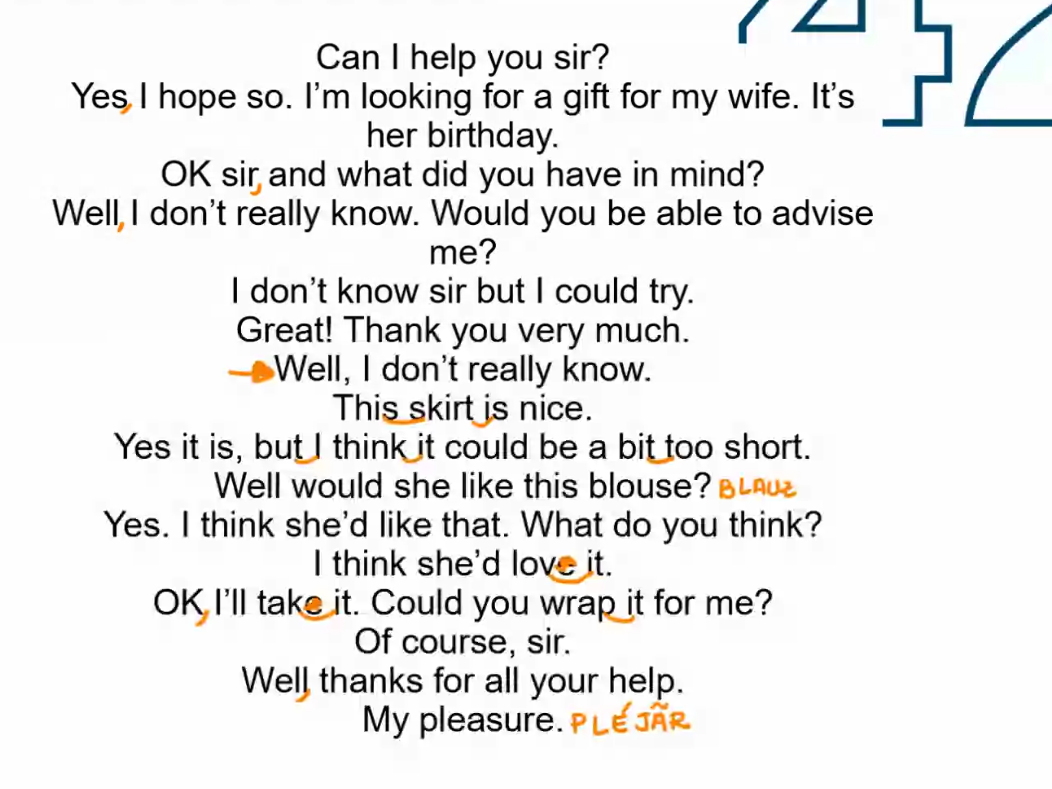 42
Can I help you sir?
Yes, I hope so. I'm looking for a gift for my wife. It's
her birthday.
OK sir, and what did you have in mind?
Well, I don't really know. Would you be able to advise
me?
I don't know sir but I could try.
Great! Thank you very much.
Well, I don't really know.
This skirt is nice.
Yes it is, but I think it could be a bit too short.
Well would she like this blouse? BLAUZ
Yes. I think she'd like that. What do you think?
I think she'd love it.
OK, I'll take it. Could you wrap it for me?
Of course, sir.
Well, thanks for all your help.
My pleasure. PLÉJÃR